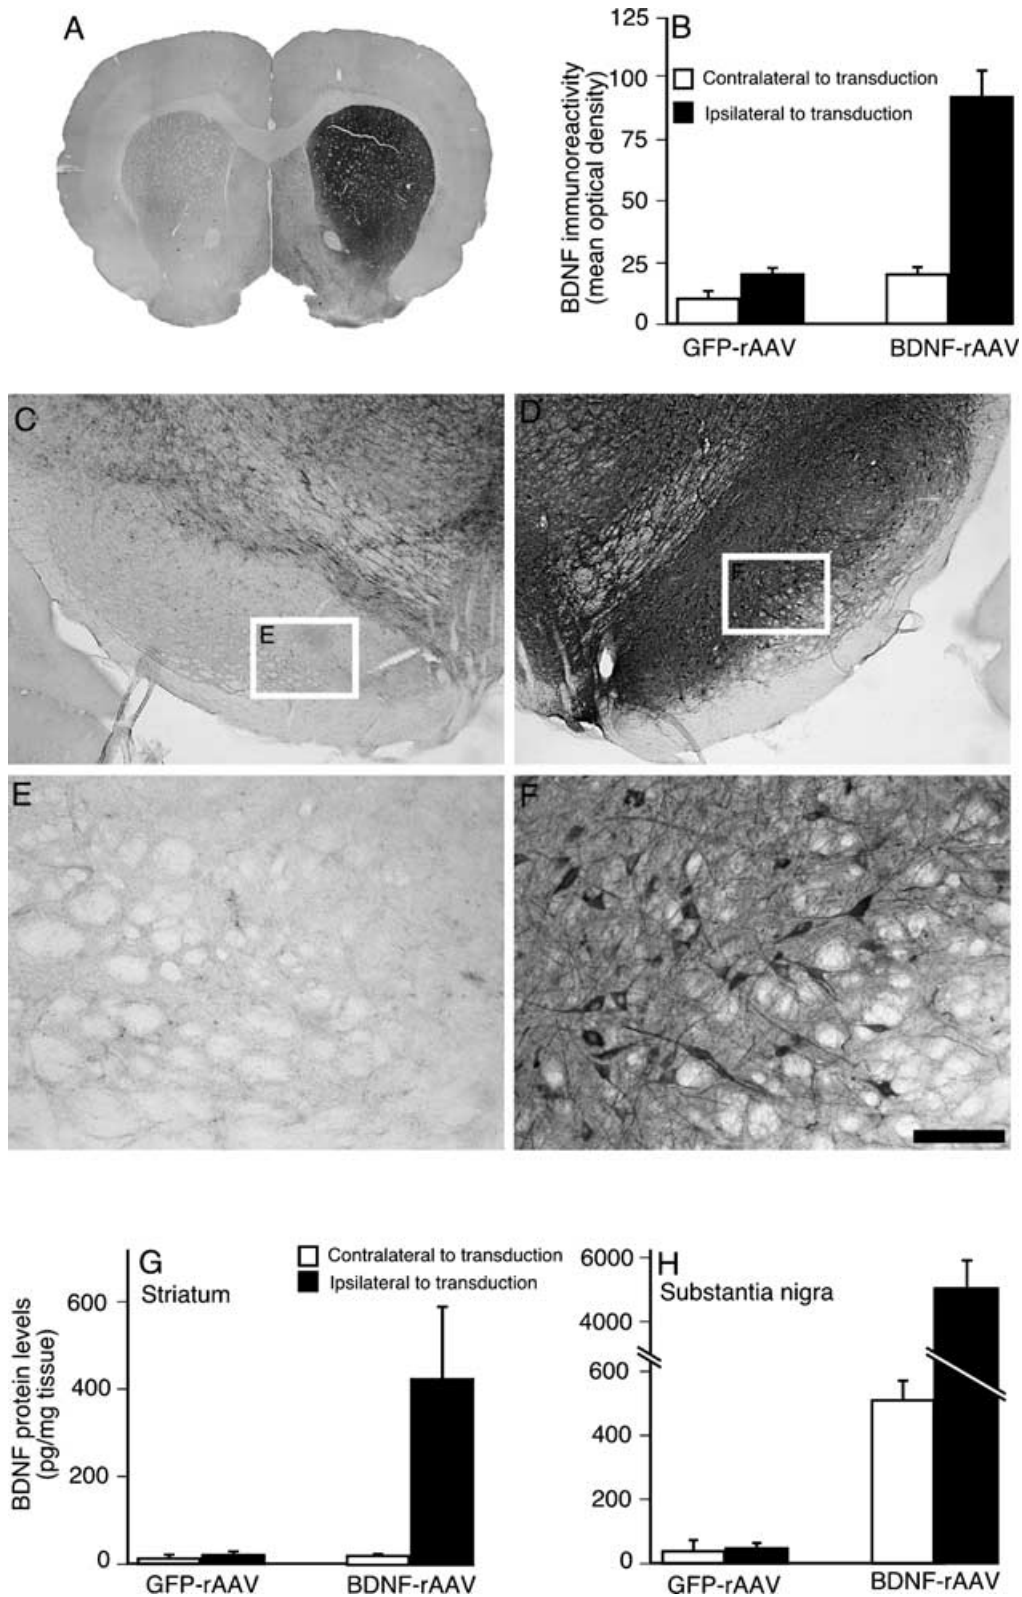 A
B
125
100
75
50
25
0
BDNF immunoreactivity
(mean optical density)
Contralateral to transduction
Ipsilateral to transduction
GFP-rAAV
BDNF-rAAV
C
D
E
F
E
F
G
Striatum
Contralateral to transduction
Ipsilateral to transduction
600
400
200
0
BDNF protein levels
(pg/mg tissue)
GFP-rAAV
BDNF-rAAV
H
Substantia nigra
6000
4000
600
400
200
0
GFP-rAAV
BDNF-rAAV